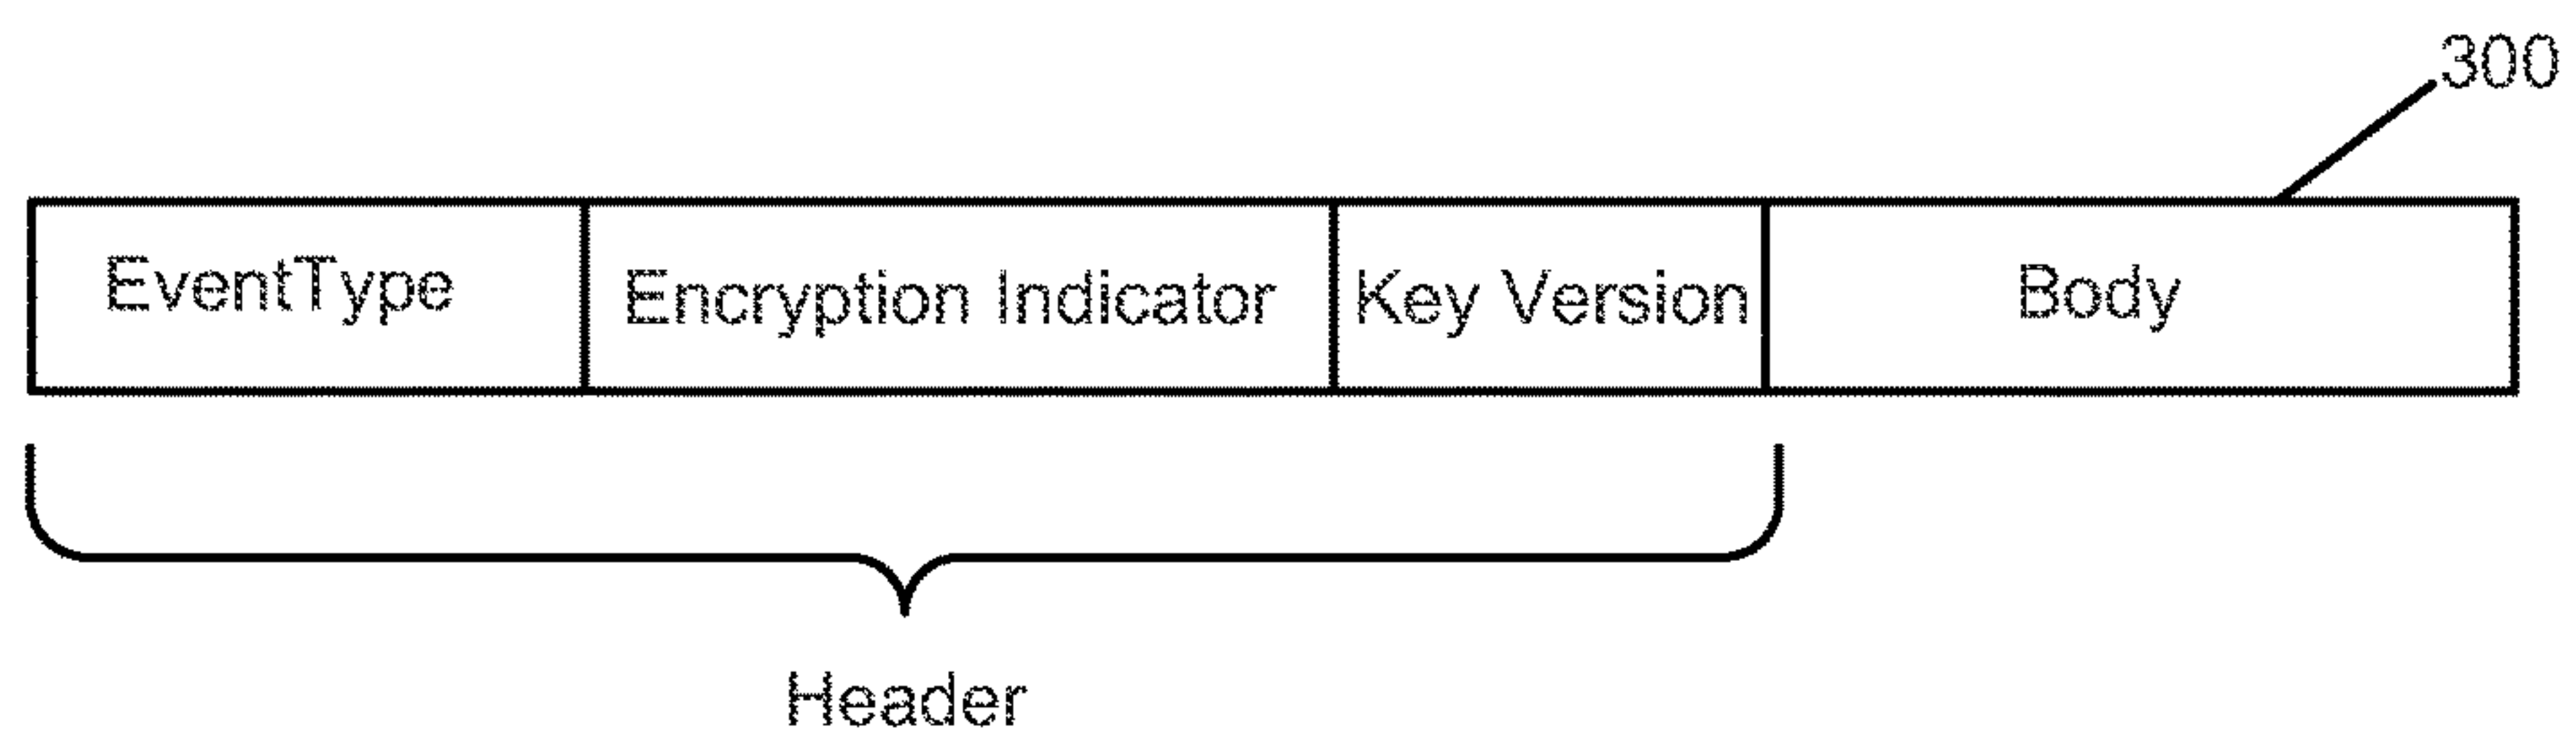 300
EventType
Encryption Indicator
Key Version
Body
Header